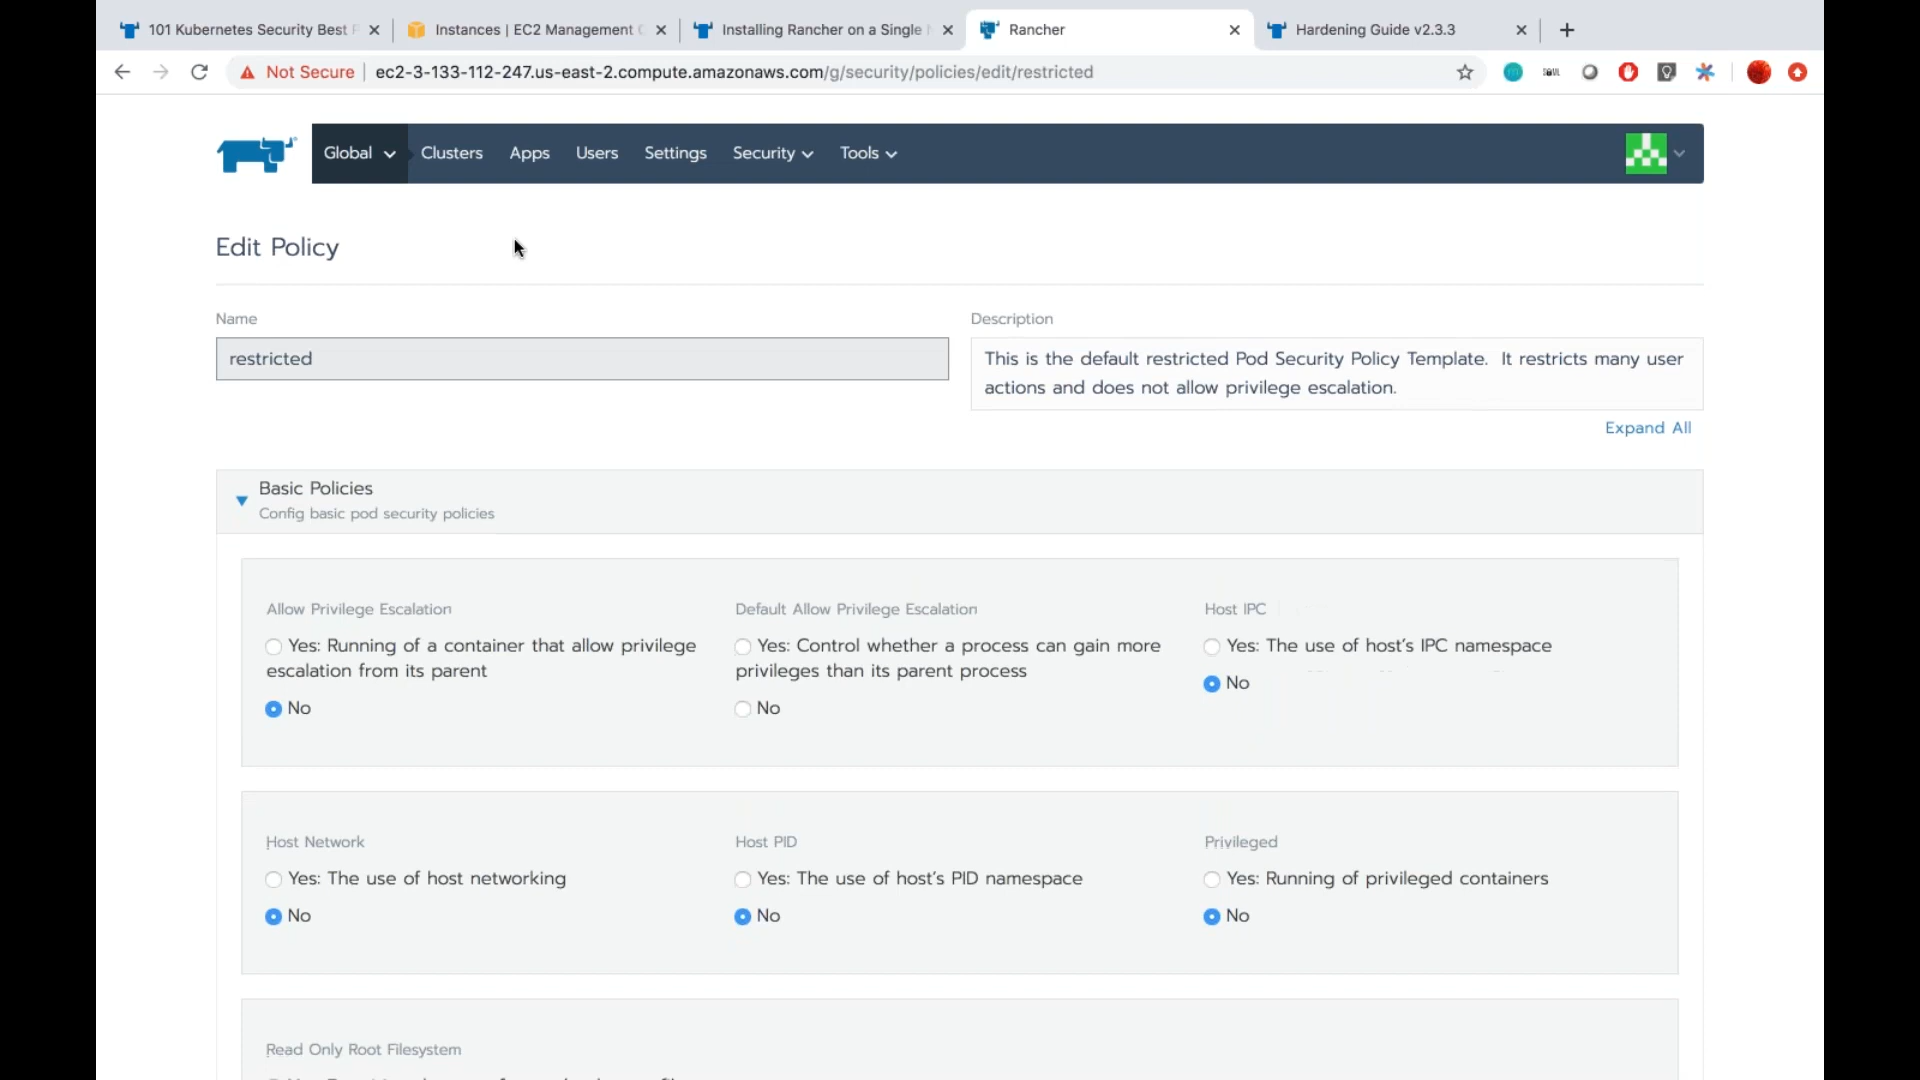 101 Kubernetes Security Best P
Instances | EC2 Management C
Installing Rancher on a Single N
Rancher
Hardening Guide v2.3.3
Not Secure
ec2-3-133-112-247.us-east-2.compute.amazonaws.com/g/security/policies/edit/restricted
Global
Clusters
Apps
Users
Settings
Security
Tools
Edit Policy
Name
Description
restricted
This is the default restricted Pod Security Policy Template. It restricts many user
actions and does not allow privilege escalation.
Expand All
Basic Policies
Config basic pod security policies
Allow Privilege Escalation
Yes: Running of a container that allow privilege
escalation from its parent
No
Default Allow Privilege Escalation
Yes: Control whether a process can gain more
privileges than its parent process
No
Host IPC
Yes: The use of host's IPC namespace
No
Host Network
Yes: The use of host networking
No
Host PID
Yes: The use of host's PID namespace
No
Privileged
Yes: Running of privileged containers
No
Read Only Root Filesystem